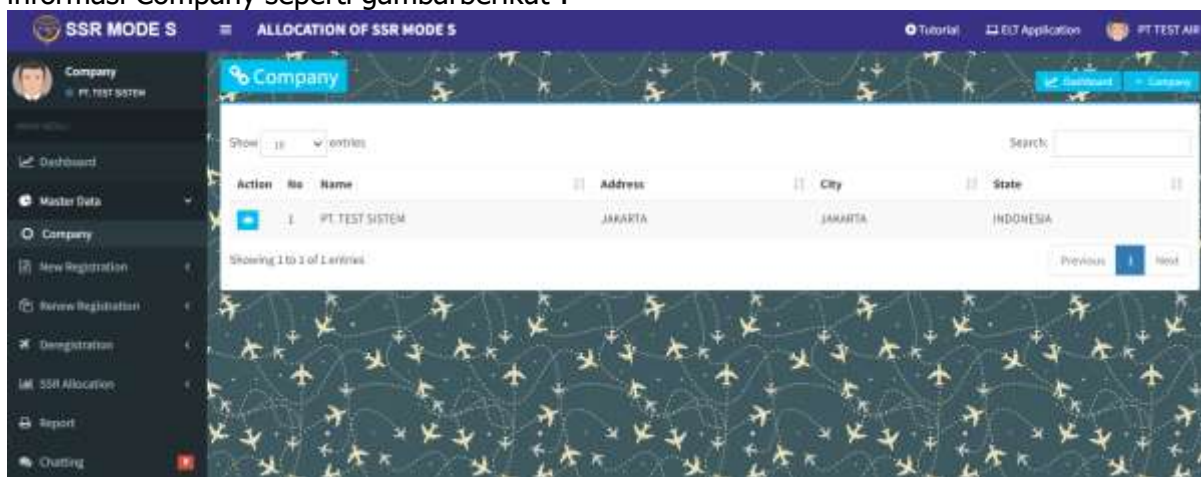 informasi Company seperti gambarberikut :
SSR MODE S
ALLOCATION OF SSR MODE S
Tutorial
ELT Application
PT TEST AIR
Company
PT. TEST SISTEM
Company
Dashboard
Company
Show 10 entries
Search:
Action No Name Address City State
1 PT. TEST SISTEM JAKARTA JAKARTA INDONESIA
Showing 1 to 1 of 1 entries
Previous 1 Next
Dashboard
Master Data
Company
New Registration
Renew Registration
Deregistration
SSR Allocation
Report
Chatting